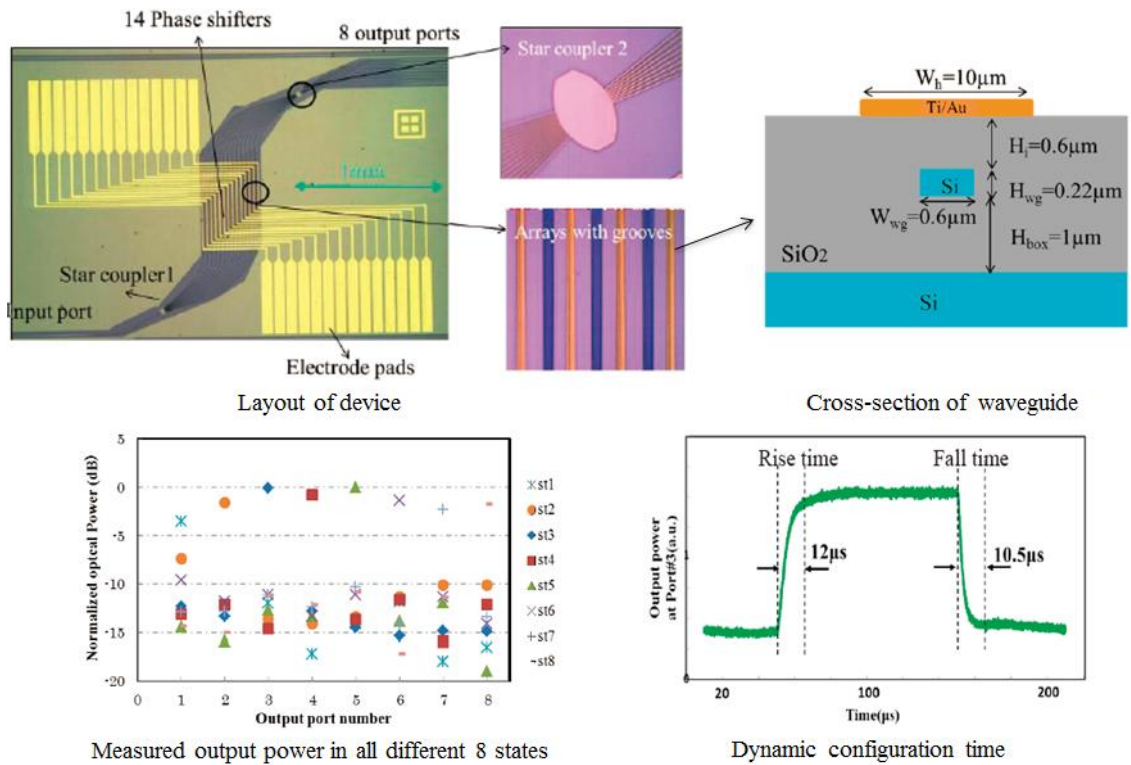 14 Phase shifters
8 output ports
Star coupler 2
1mm
Arrays with grooves
Star coupler1
Input port
Electrode pads
Layout of device
Wh=10μm
Ti/Au
Hi=0.6μm
Si
Hwg=0.22μm
Wwg=0.6μm
Hbox=1μm
SiO2
Si
Cross-section of waveguide
Normalized optical Power (dB)
5
0
-5
-10
-15
-20
0 1 2 3 4 5 6 7 8
Output port number
st1
st2
st3
st4
st5
st6
st7
st8
Measured output power in all different 8 states
Output power
at Port#3(a.u.)
Rise time
Fall time
12μs
10.5μs
20 100 200
Time(μs)
Dynamic configuration time